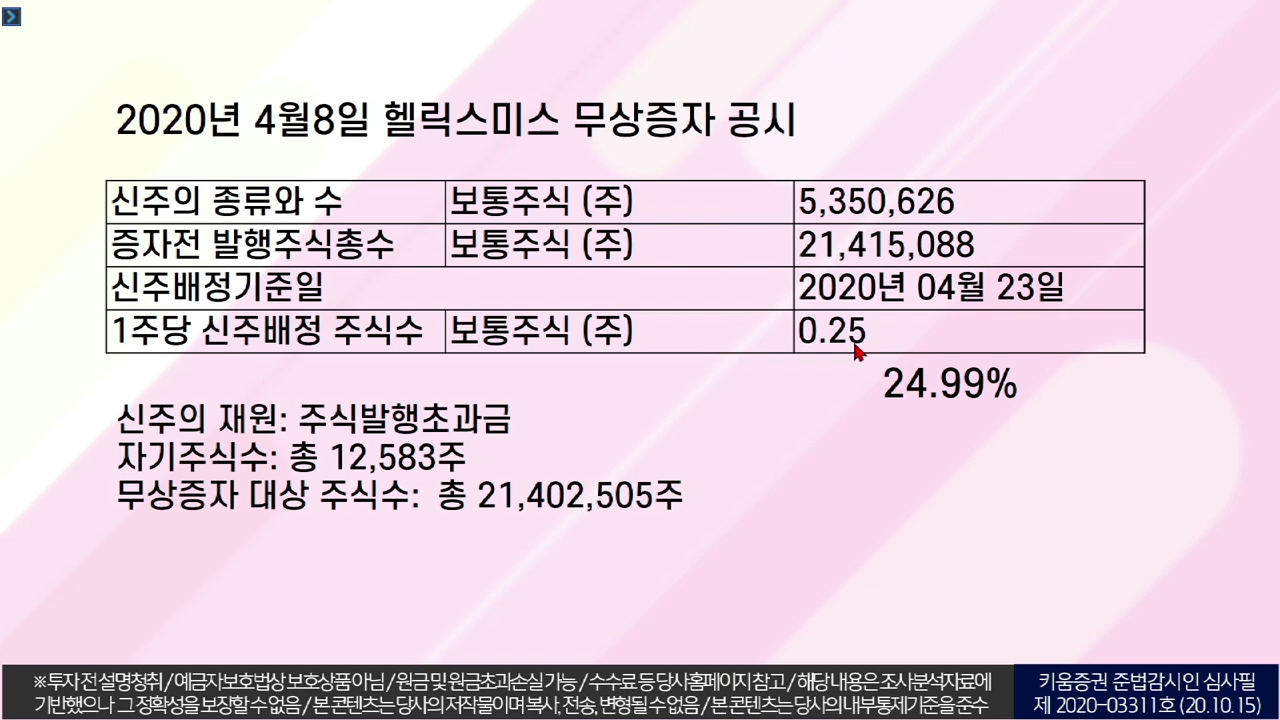 2020년 4월8일 헬릭스미스 무상증자 공시
신주의 종류와 수 보통주식 (주) 5,350,626
증자전 발행주식총수 보통주식 (주) 21,415,088
신주배정기준일 2020년 04월 23일
1주당 신주배정 주식수 보통주식 (주) 0.25
24.99%
신주의 재원: 주식발행초과금
자기주식수: 총 12,583주
무상증자 대상 주식수: 총 21,402,505주
※투자 전 설명청취 / 예금자보호법상 보호상품 아님 / 원금 및 원금초과손실 가능 / 수수료 등 당사홈페이지 참고 / 해당 내용은 조사분석자료에
기반했으나 그 정확성을 보장할 수 없음 / 본 콘텐츠는 당사의 저작물이며 복사, 전송, 변형될 수 없음 / 본 콘텐츠는 당사의 내부통제기준을 준수
키움증권 준법감시인 심사필
제 2020-03311호 (20.10.15)